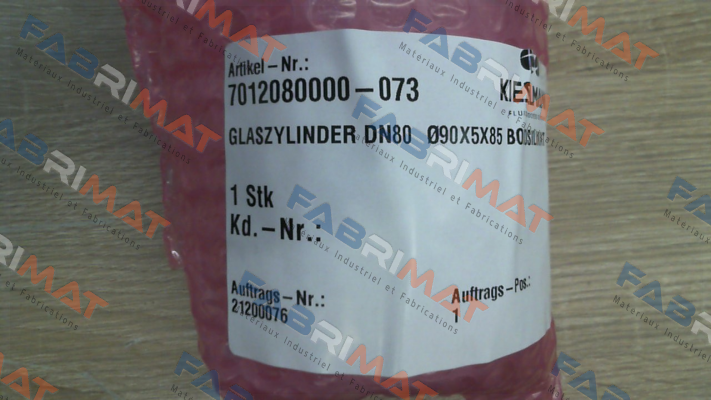 Artikel-Nr.:
7012080000-073
GLASZYLINDER DN80 Ø90X5X85
1 Stk
Kd.-Nr.:
Auftrags-Nr.:
21200076
Auftrags-Pos.:
1
FABRIMAT
Materiaux Industriel et Fabrications